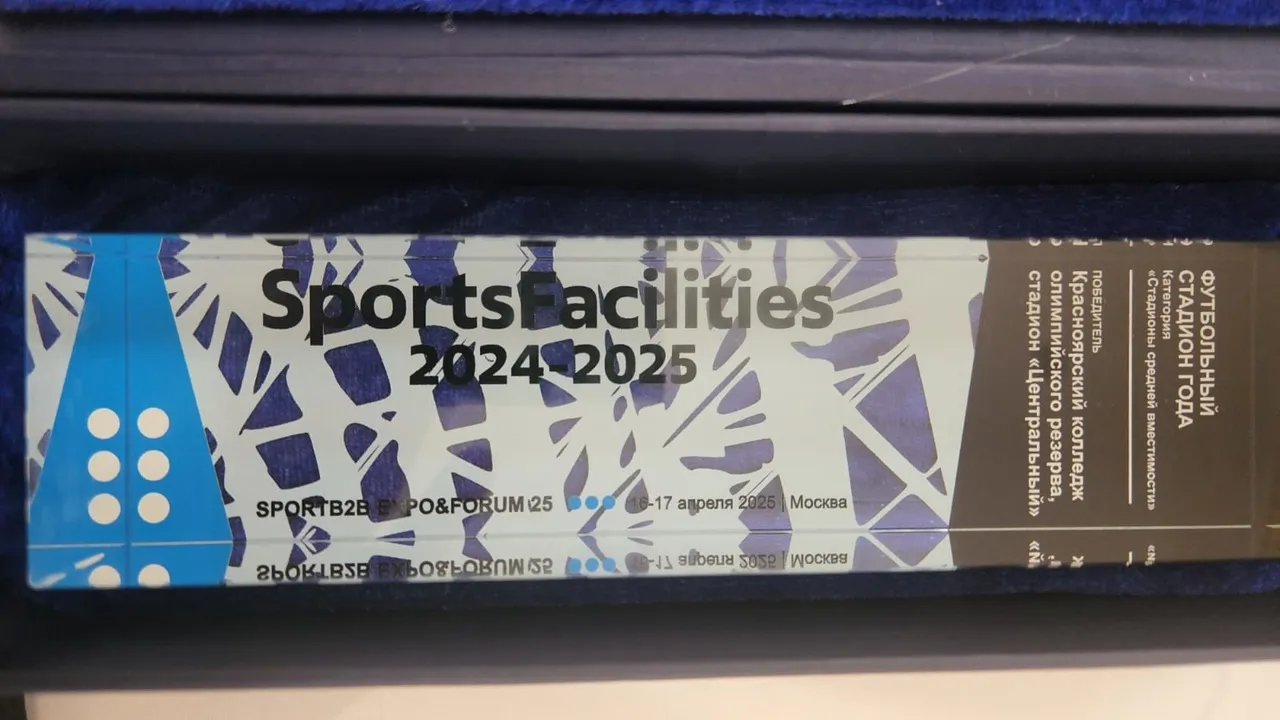 SportsFacilities
2024-2025
SPORTB2B EXPO&FORUM'25 16-17 апреля 2025 | Москва
ФУТБОЛЬНЫЙ
СТАДИОН ГОДА
Категория
«Стадионы средней вместимости»
ПОБЕДИТЕЛЬ
Красноярский колледж
олимпийского резерва,
стадион «Центральный»